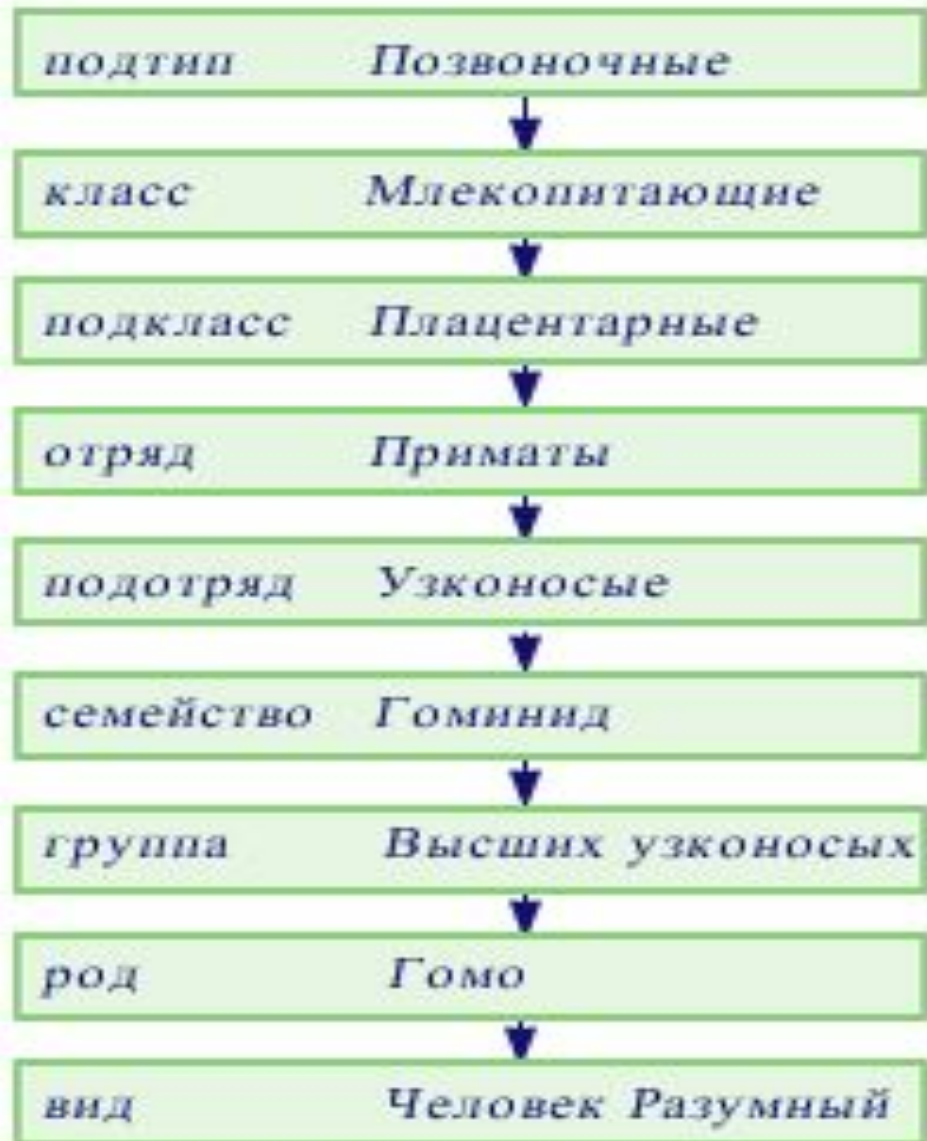 подтип Позвоночные
класс Млекопитающие
подкласс Плацентарные
отряд Приматы
подотряд Узконосые
семейство Гоминид
группа Высших узконосых
род Гомо
вид Человек Разумный